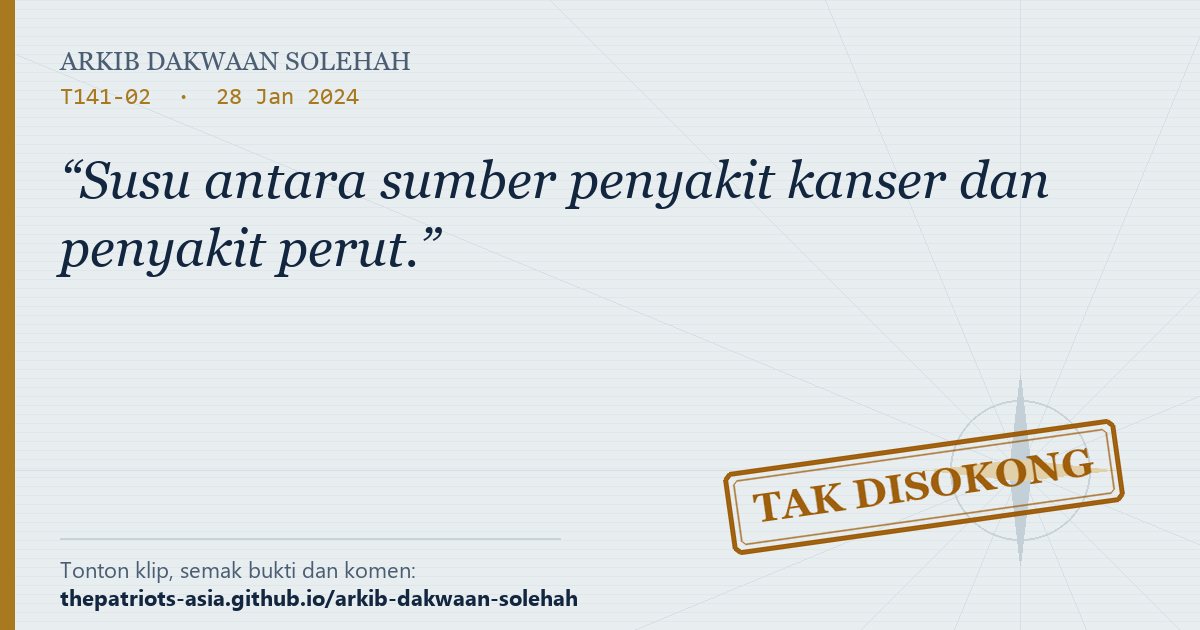 ARKIB DAKWAAN SOLEHAH
T141-02 · 28 Jan 2024
“Susu antara sumber penyakit kanser dan
penyakit perut.”
TAK DISOKONG
Tonton klip, semak bukti dan komen:
thepatriots-asia.github.io/arkib-dakwaan-solehah